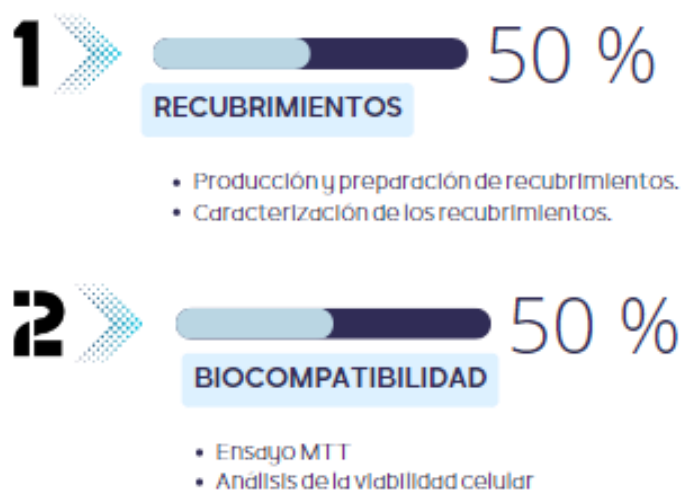 1
50 %
RECUBRIMIENTOS
• Producción y preparación de recubrimientos.
• Caracterización de los recubrimientos.
2
50 %
BIOCOMPATIBILIDAD
• Ensayo MTT
• Análisis de la viabilidad celular